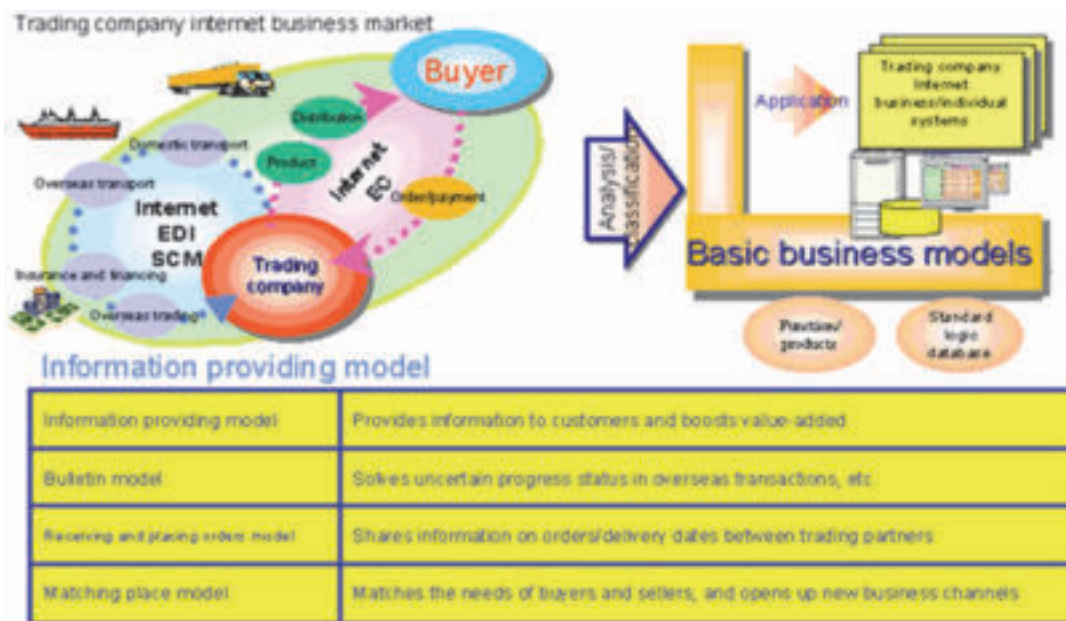 Trading company internet business market
Buyer
Distribution
Product
Internet
EC
Order/payment
Domestic transport
Overseas transport
Internet
EDI
SCM
Insurance and financing
Overseas trading
Trading
company
Analysis/
classification
Application
Trading company
Internet
business/individual
systems
Basic business models
Function/
products
Standard
logic
database
Information providing model
Information providing model
Provides information to customers and boosts value-added
Bulletin model
Solves uncertain progress status in overseas transactions, etc
Receiving and placing orders model
Shares information on orders/delivery dates between trading partners
Matching place model
Matches the needs of buyers and sellers, and opens up new business channels